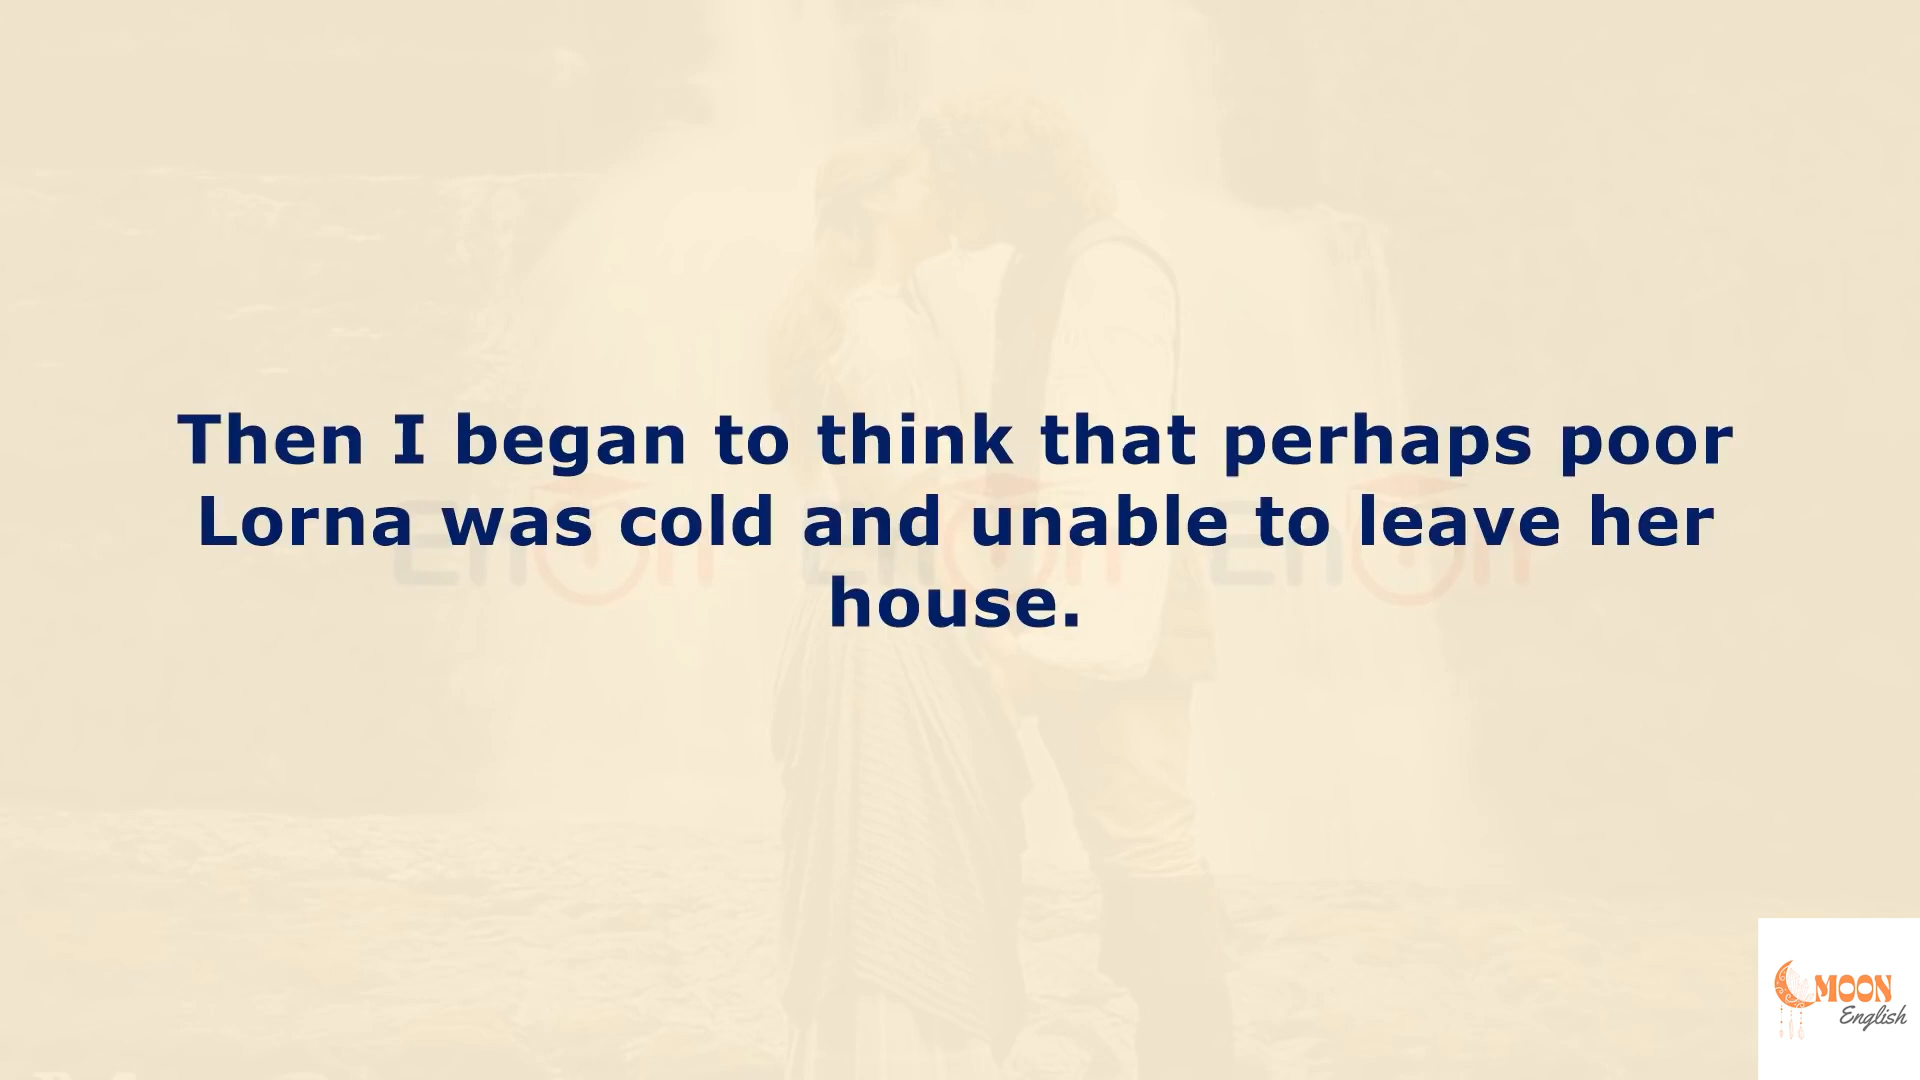 Then I began to think that perhaps poor
Lorna was cold and unable to leave her
house.
MOON
English